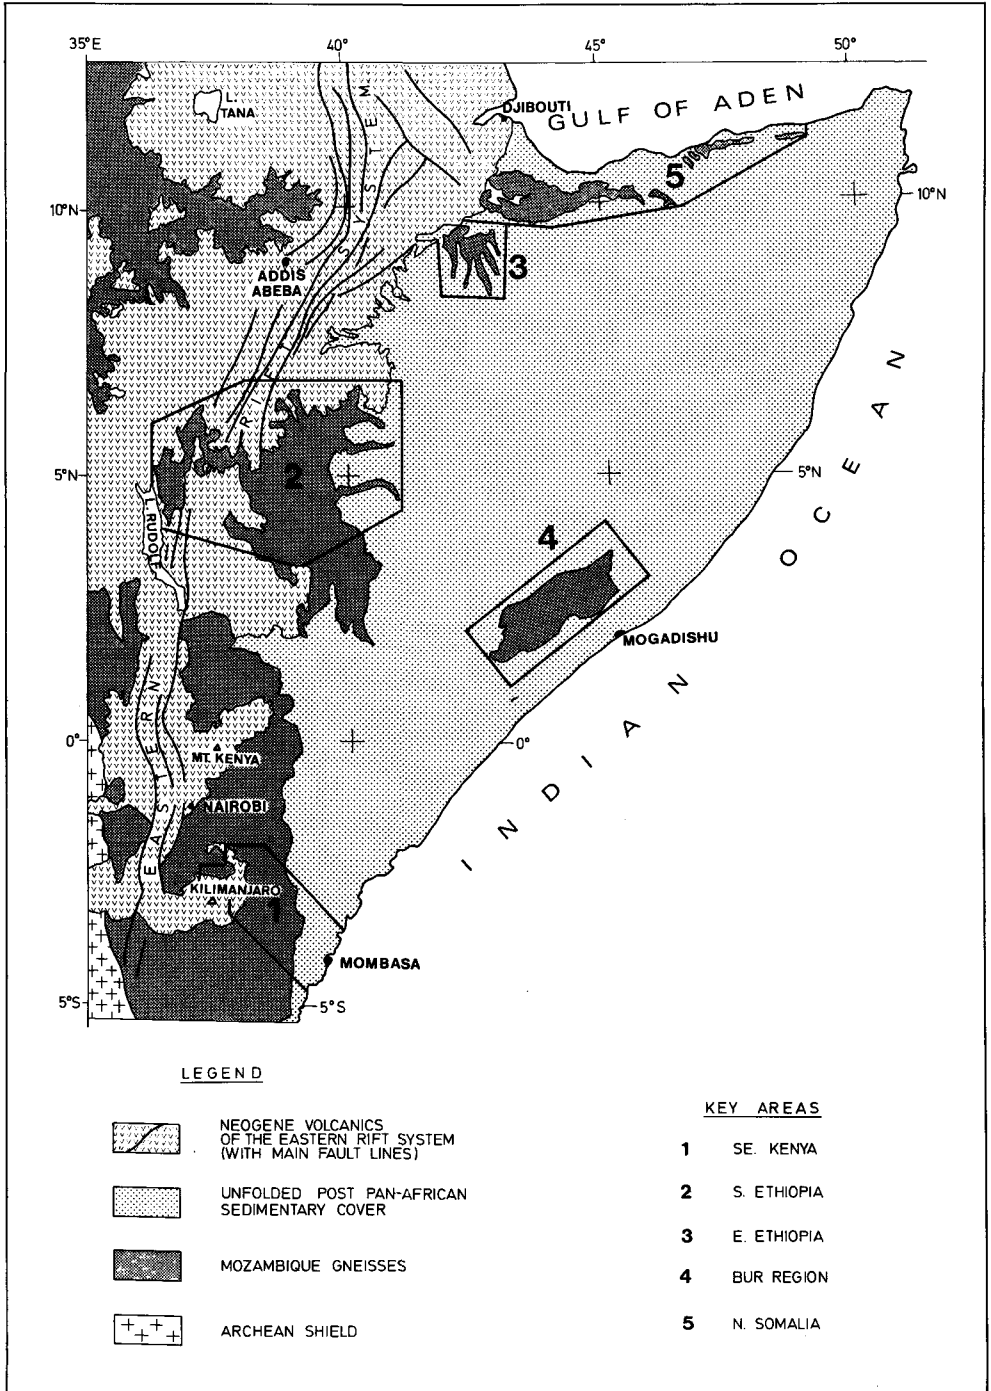 35°E 40° 45° 50°
L. TANA
DJIBOUTI
GULF OF ADEN
5
10°N 10°N
ADDIS ABEBA
3
EASTERN RIFT SYSTEM
2
5°N 5°N
L. RUDOLF
4
MOGADISHU
INDIAN OCEAN
0° 0°
MT. KENYA
NAIROBI
KILIMANJARO
1
MOMBASA
5°S 5°S
LEGEND
NEOGENE VOLCANICS
OF THE EASTERN RIFT SYSTEM
(WITH MAIN FAULT LINES)
UNFOLDED POST PAN-AFRICAN
SEDIMENTARY COVER
MOZAMBIQUE GNEISSES
ARCHEAN SHIELD
KEY AREAS
1 SE. KENYA
2 S. ETHIOPIA
3 E. ETHIOPIA
4 BUR REGION
5 N. SOMALIA